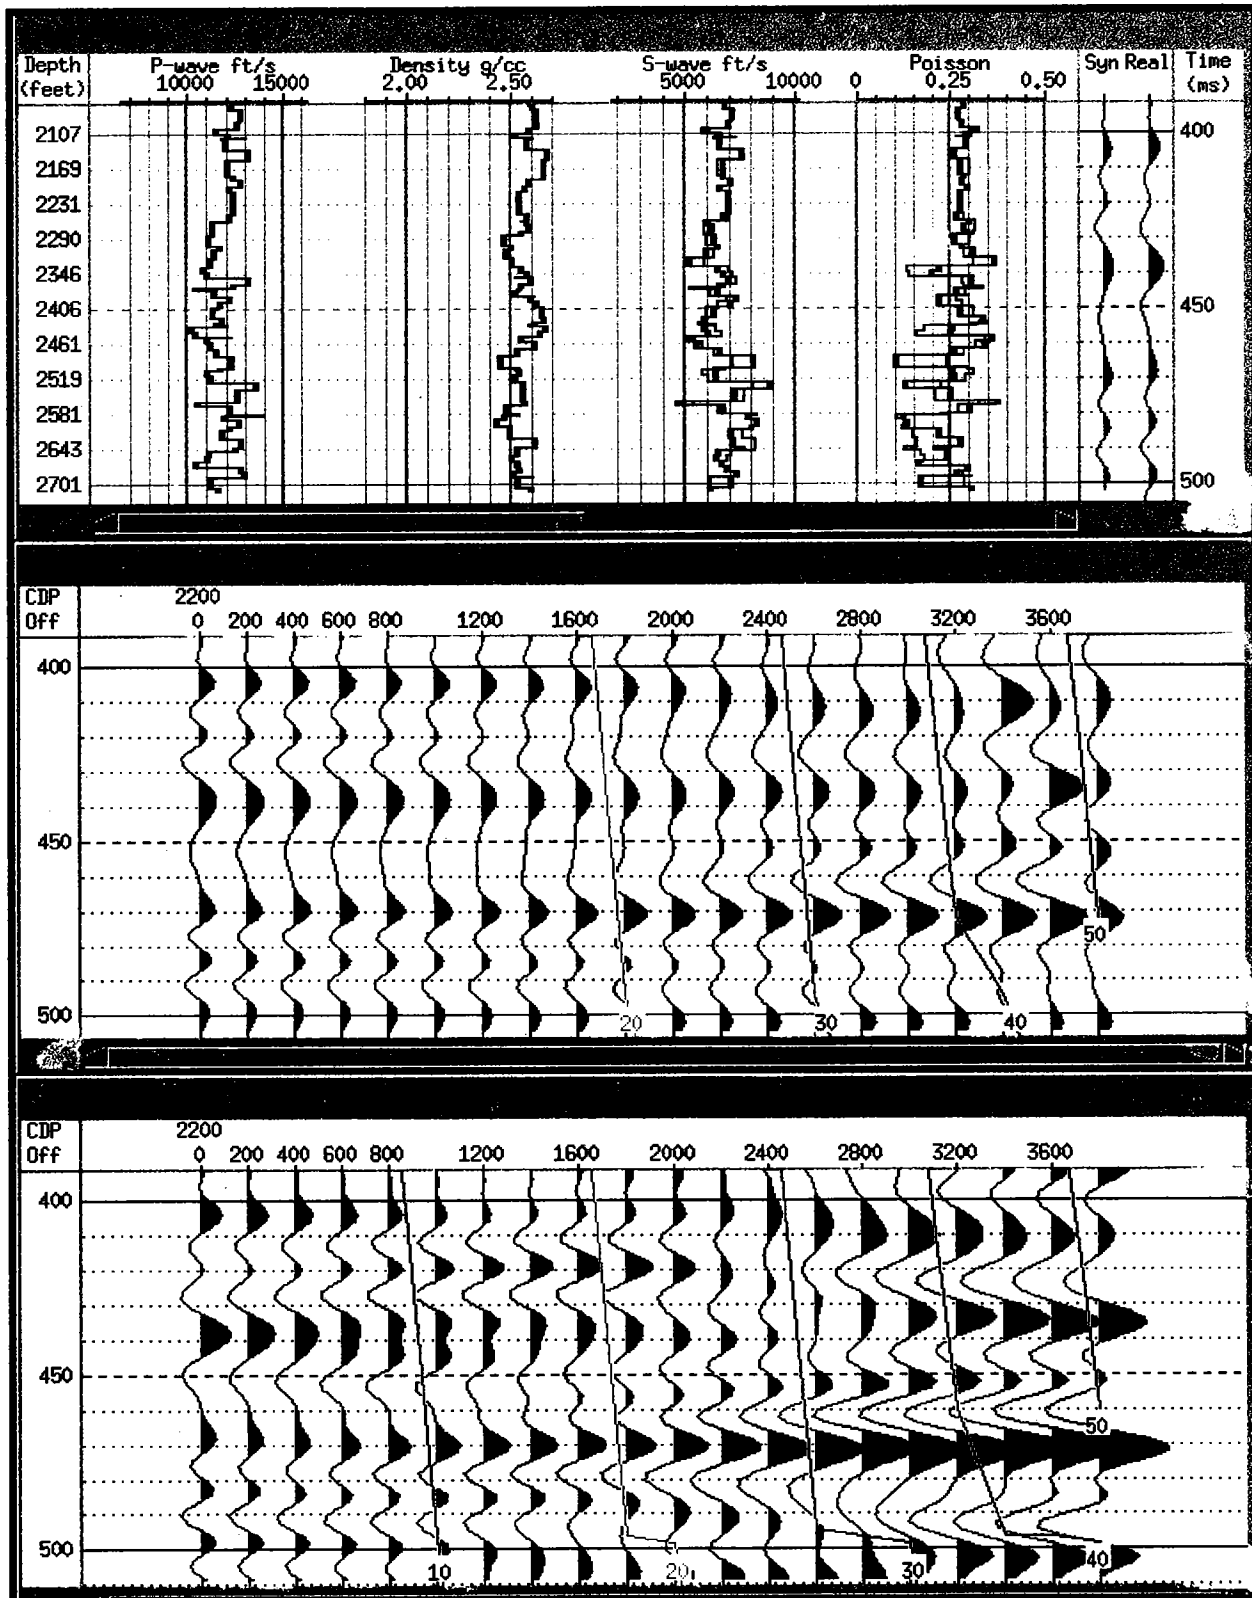 Depth P-wave ft/s Density g/cc S-wave ft/s Poisson Syn Real Time
(feet) 10000 15000 2.00 2.50 5000 10000 0 0.25 0.50 (ms)
2107 400
2169
2231
2290
2346
2406 450
2461
2519
2581
2643
2701 500
CDP 2200
Off 0 200 400 600 800 1200 1600 2000 2400 2800 3200 3600
400
450
50
500 20 30 40
CDP 2200
Off 0 200 400 600 800 1200 1600 2000 2400 2800 3200 3600
400
450
50
500 10 20 30 40